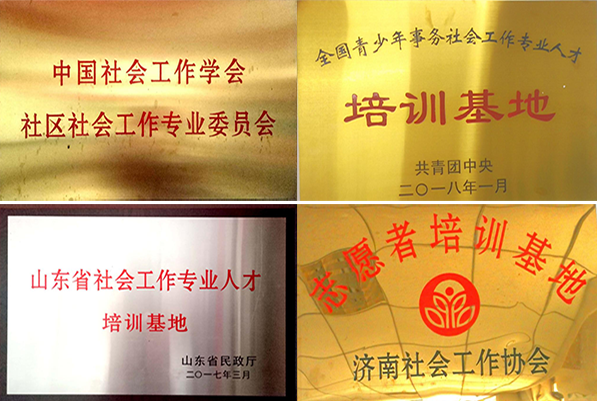 中国社会工作学会
社区社会工作专业委员会
全国青少年事务社会工作专业人才
培训基地
共青团中央
二〇一八年一月
山东省社会工作专业人才
培训基地
山东省民政厅
二〇一七年三月
志愿者培训基地
济南社会工作协会